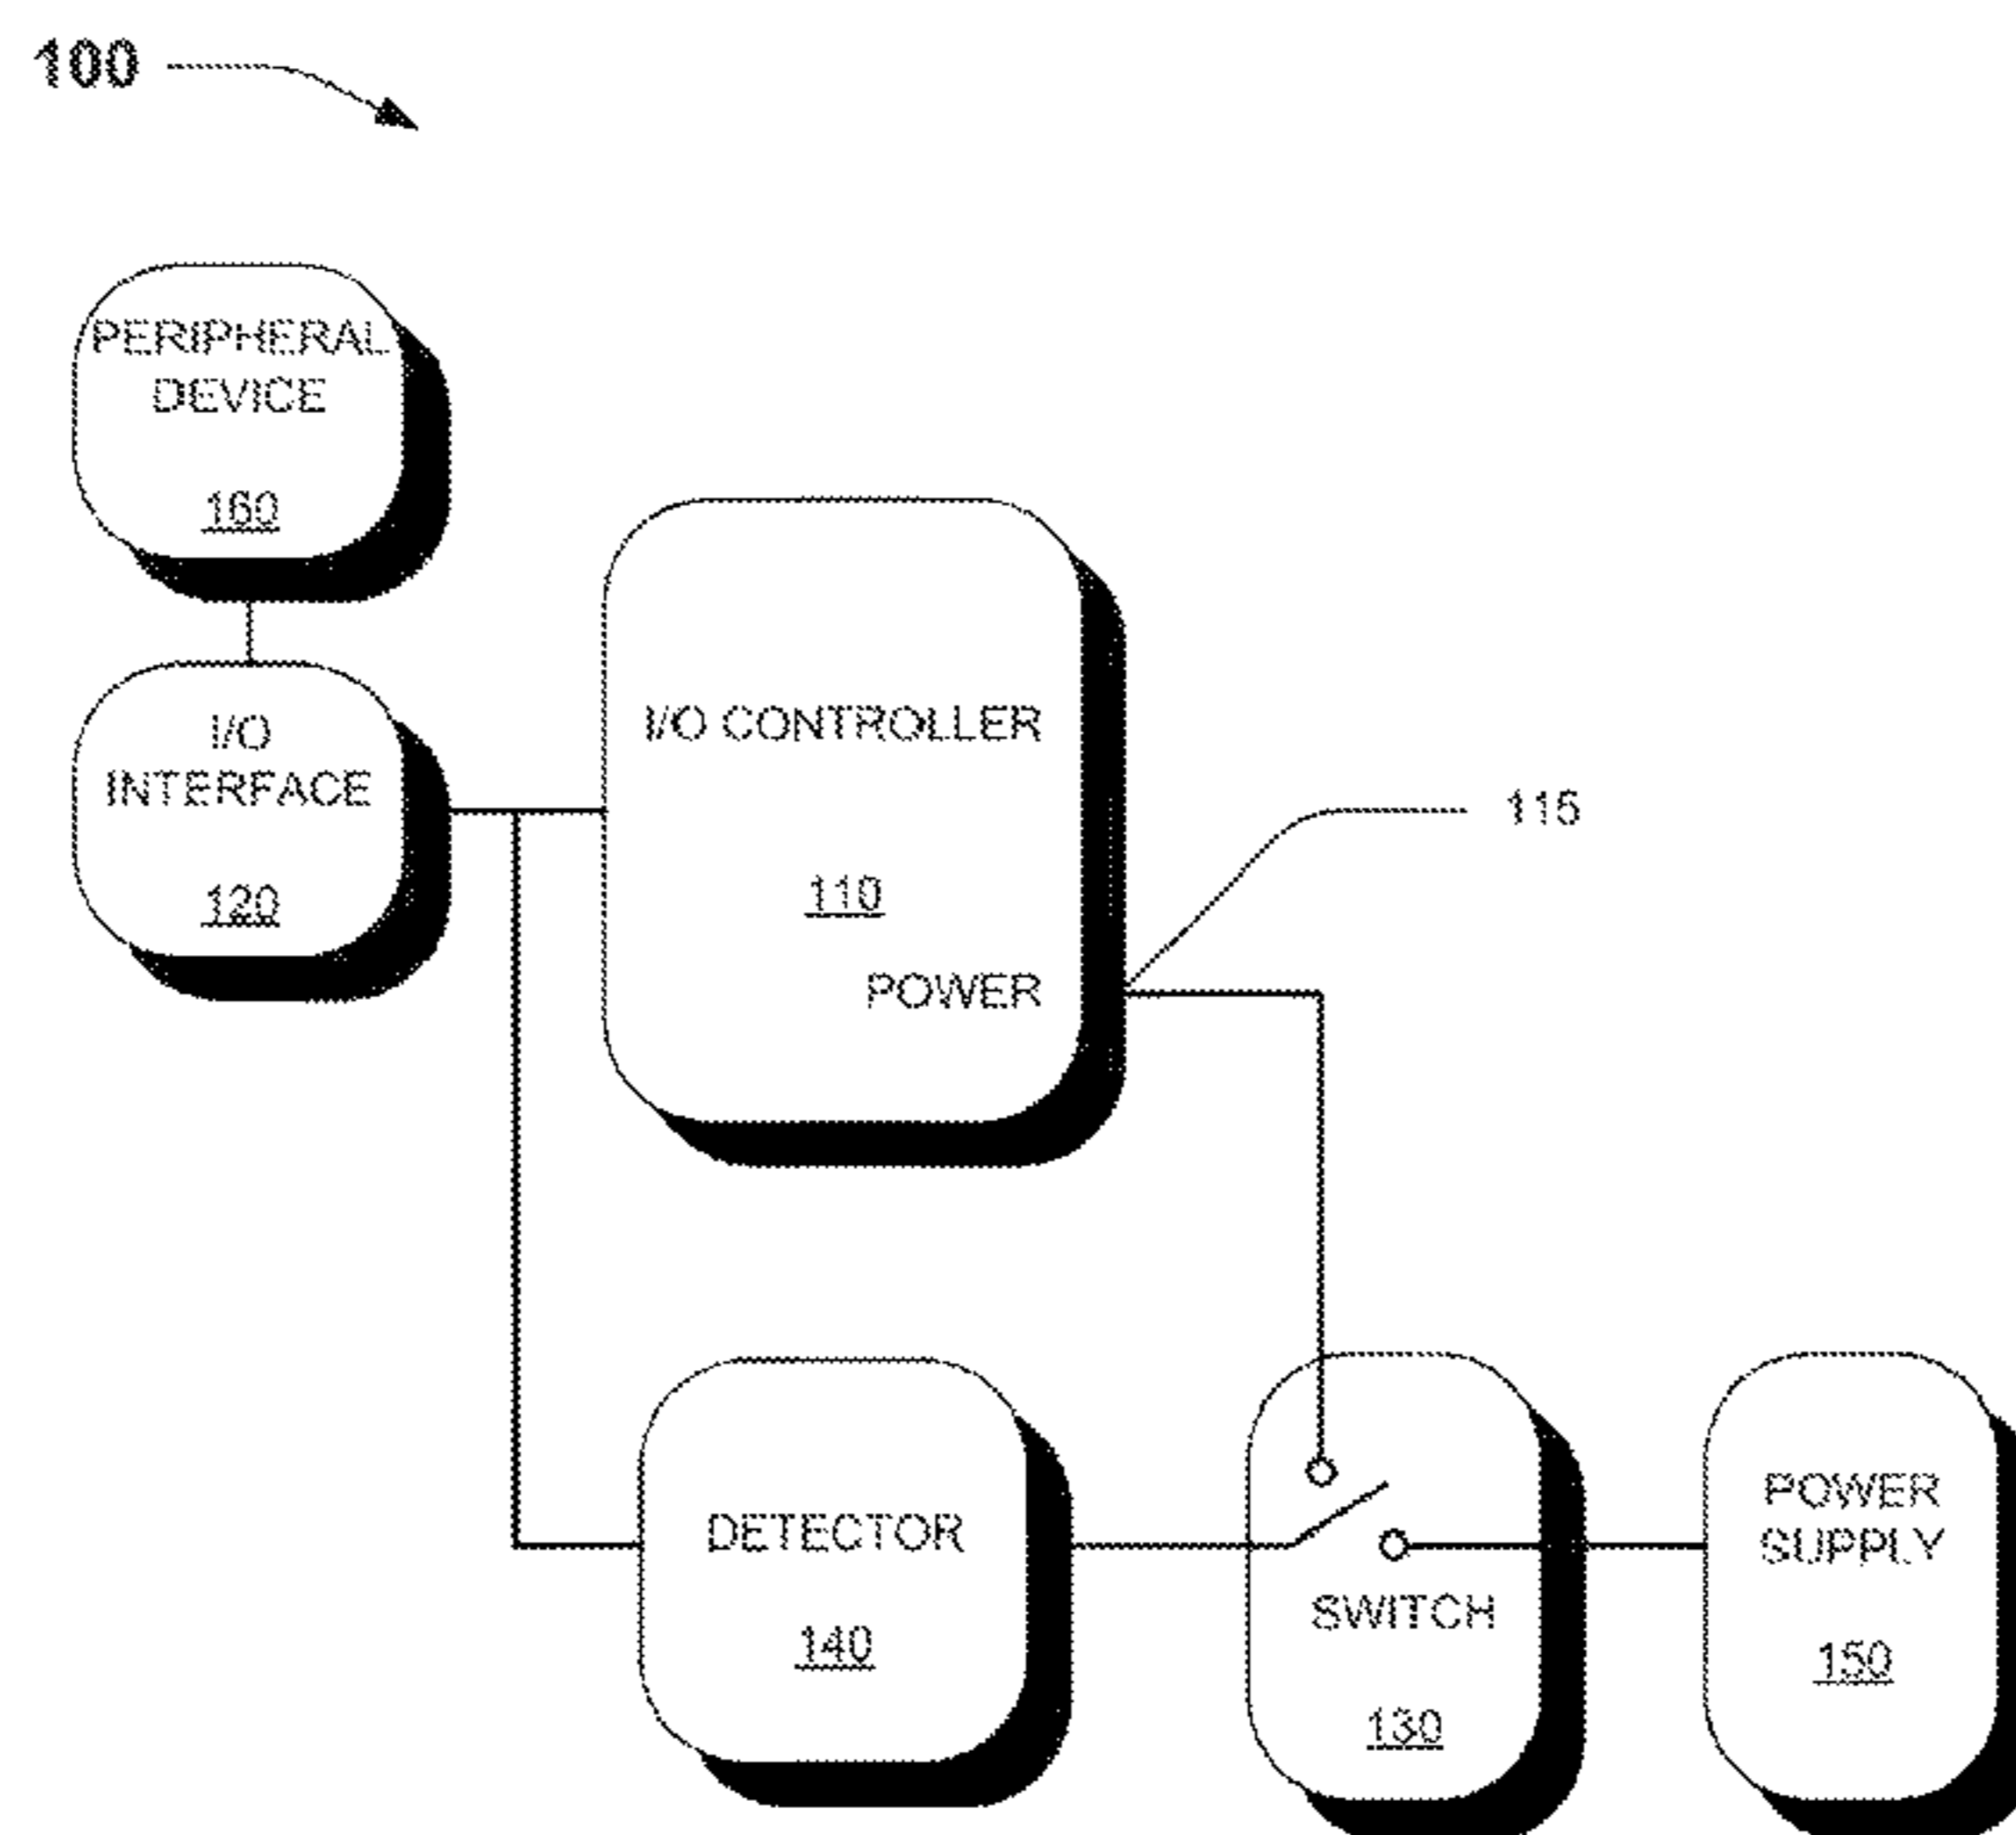 100
PERIPHERAL
DEVICE
160
I/O
INTERFACE
120
I/O CONTROLLER
110
POWER
115
DETECTOR
140
SWITCH
130
POWER
SUPPLY
150